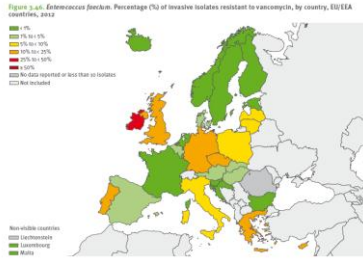 Figure 3.46. Enterococcus faecium. Percentage (%) of invasive isolates resistant to vancomycin, by country, EU/EEA
countries, 2012
< 1%
1% to < 5%
5% to < 10%
10% to < 25%
25% to < 50%
≥ 50%
No data reported or less than 10 isolates
Not included
Non-visible countries
Liechtenstein
Luxembourg
Malta